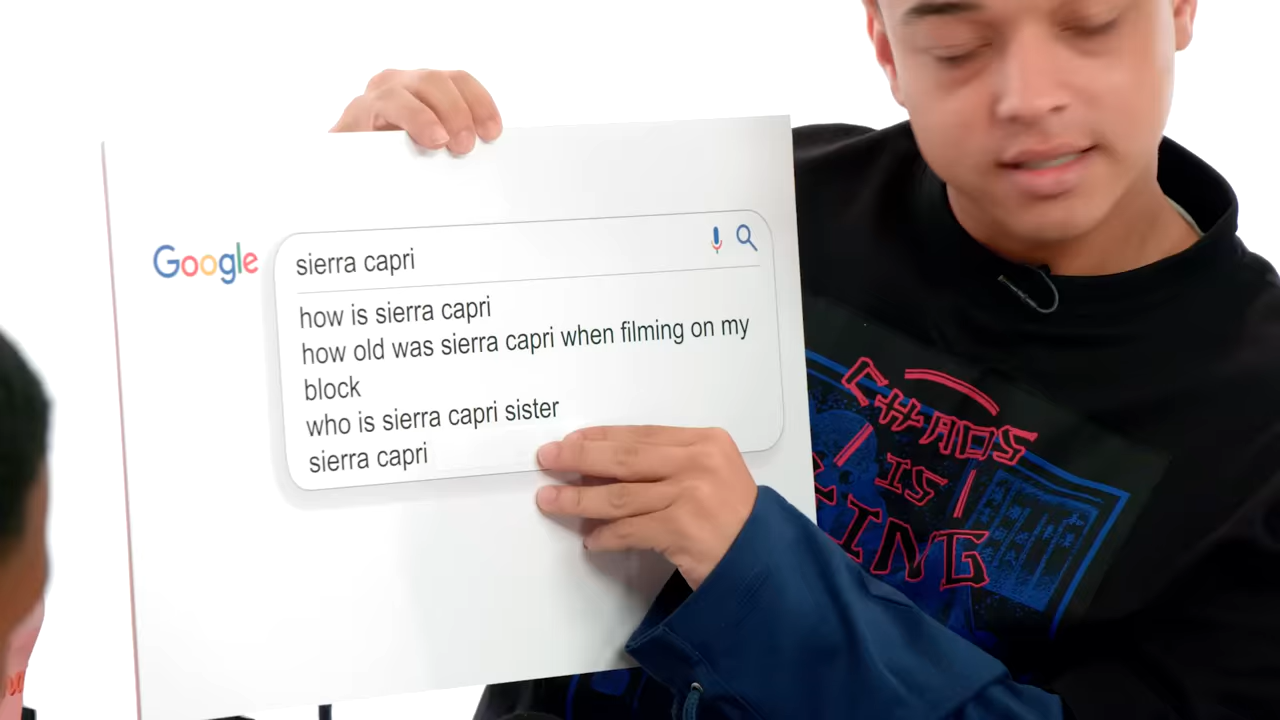 Google
sierra capri
how is sierra capri
how old was sierra capri when filming on my
block
who is sierra capri sister
sierra capri
CHAOS
IS